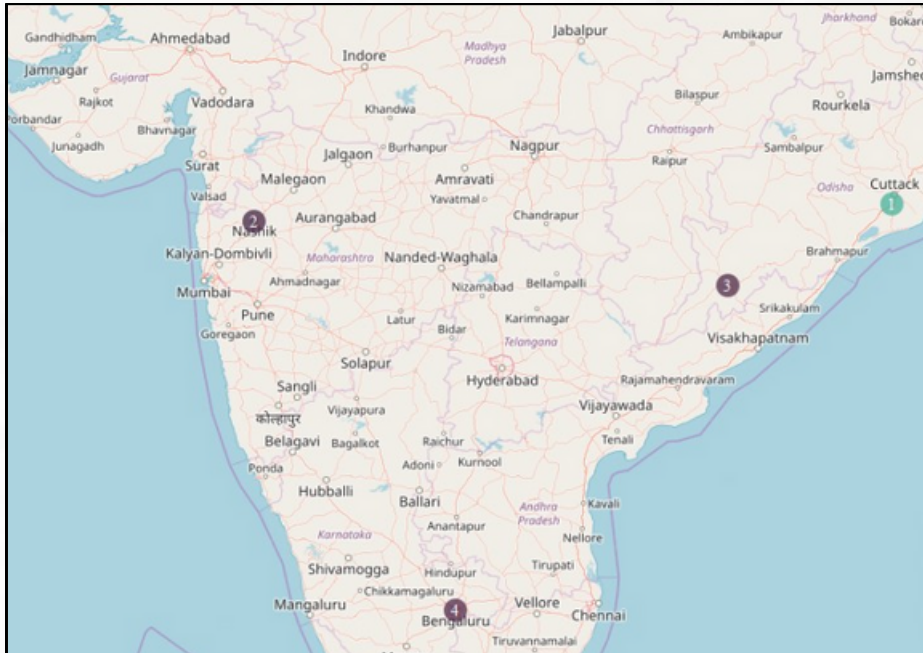 Gandhidham
Ahmedabad
Jabalpur
Jharkhand
Ambikapur
Indore
Madhya
Pradesh
Jamnagar
Gujarat
Rajkot
Vadodara
Khandwa
Bilaspur
Rourkela
Bhavnagar
Junagadh
Chhattisgarh
Sambalpur
Surat
Jalgaon
Burhanpur
Nagpur
Raipur
Valsad
Malegaon
Amravati
Yavatmal
Odisha
Cuttack
1
2
Nashik
Aurangabad
Chandrapur
Kalyan-Dombivli
Maharashtra
Nanded-Waghala
Brahmapur
Ahmadnagar
Nizamabad
Bellampalli
3
Mumbai
Pune
Latur
Karimnagar
Srikakulam
Goregaon
Bidar
Telangana
Visakhapatnam
Solapur
Hyderabad
Rajamahendravaram
Sangli
कोल्हापुर
Vijayapura
Vijayawada
Belagavi
Bagalkot
Raichur
Tenali
Ponda
Adoni
Kurnool
Hubballi
Ballari
Kavali
Andhra
Pradesh
Anantapur
Karnataka
Nellore
Shivamogga
Hindupur
Tirupati
Chikkamagaluru
Mangaluru
4
Bengaluru
Vellore
Chennai
Tiruvannamalai